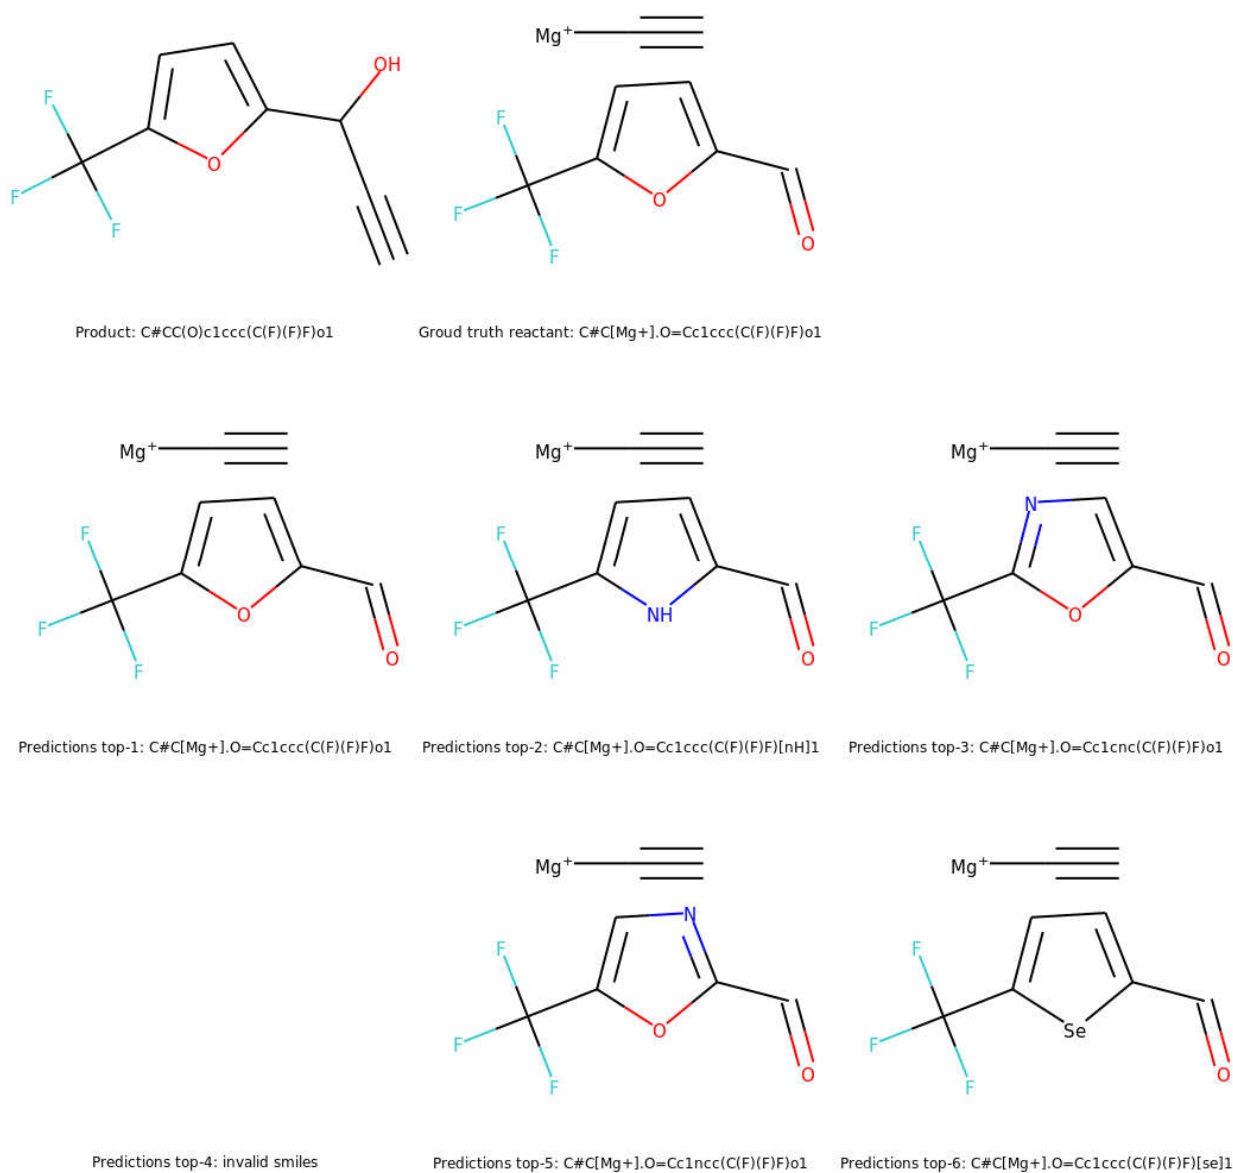 Mg+
OH
F
F
F
O
F
F
F
O
O
Product: C#CC(O)c1ccc(C(F)(F)F)o1
Groud truth reactant: C#C[Mg+].O=Cc1ccc(C(F)(F)F)o1
Mg+
Mg+
Mg+
F
F
F
O
O
F
F
F
NH
O
N
F
F
F
O
O
Predictions top-1: C#C[Mg+].O=Cc1ccc(C(F)(F)F)o1
Predictions top-2: C#C[Mg+].O=Cc1ccc(C(F)(F)F)[nH]1
Predictions top-3: C#C[Mg+].O=Cc1cnc(C(F)(F)F)o1
Mg+
Mg+
N
F
F
F
O
O
F
F
F
Se
O
Predictions top-4: invalid smiles
Predictions top-5: C#C[Mg+].O=Cc1ncc(C(F)(F)F)o1
Predictions top-6: C#C[Mg+].O=Cc1ccc(C(F)(F)F)[se]1